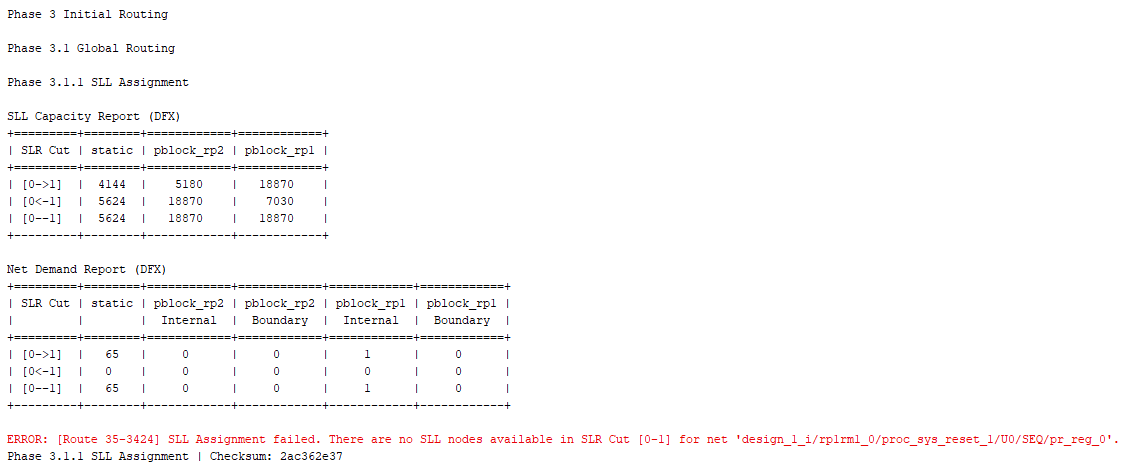 Phase 3 Initial Routing
Phase 3.1 Global Routing
Phase 3.1.1 SLL Assignment
SLL Capacity Report (DFX)
+=========+========+============+============+
| SLR Cut | static | pblock_rp2 | pblock_rp1 |
+=========+========+============+============+
| [0->1]  |  4144  |    5180    |   18870    |
| [0<-1]  |  5624  |   18870    |    7030    |
| [0--1]  |  5624  |   18870    |   18870    |
+---------+--------+------------+------------+
Net Demand Report (DFX)
+=========+========+============+============+============+============+
| SLR Cut | static | pblock_rp2 | pblock_rp2 | pblock_rp1 | pblock_rp1 |
|         |        |  Internal  |  Boundary  |  Internal  |  Boundary  |
+=========+========+============+============+============+============+
| [0->1]  |   65   |     0      |     0      |     1      |     0      |
| [0<-1]  |   0    |     0      |     0      |     0      |     0      |
| [0--1]  |   65   |     0      |     0      |     1      |     0      |
+---------+--------+------------+------------+------------+------------+
ERROR: [Route 35-3424] SLL Assignment failed. There are no SLL nodes available in SLR Cut [0-1] for net 'design_1_i/rp1rm1_0/proc_sys_reset_1/U0/SEQ/pr_reg_0'.
Phase 3.1.1 SLL Assignment | Checksum: 2ac362e37